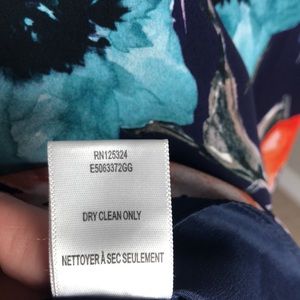 RN125324
E5063372GG
DRY CLEAN ONLY
NETTOYER À SEC SEULEMENT